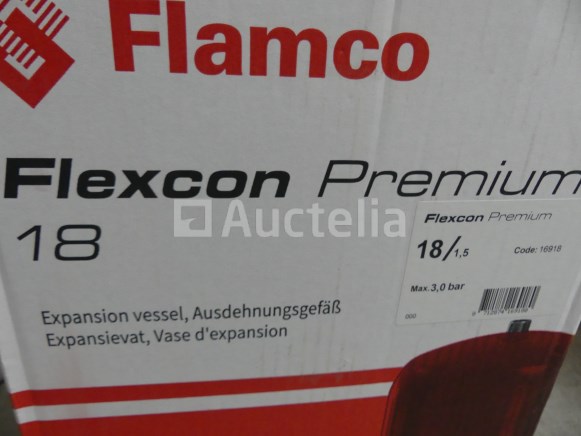 Flamco
Flexcon Premium
18
Auctelia
Flexcon Premium
18/1,5 Code: 16918
Max. 3,0 bar
000
Expansion vessel, Ausdehnungsgefäß
Expansievat, Vase d'expansion